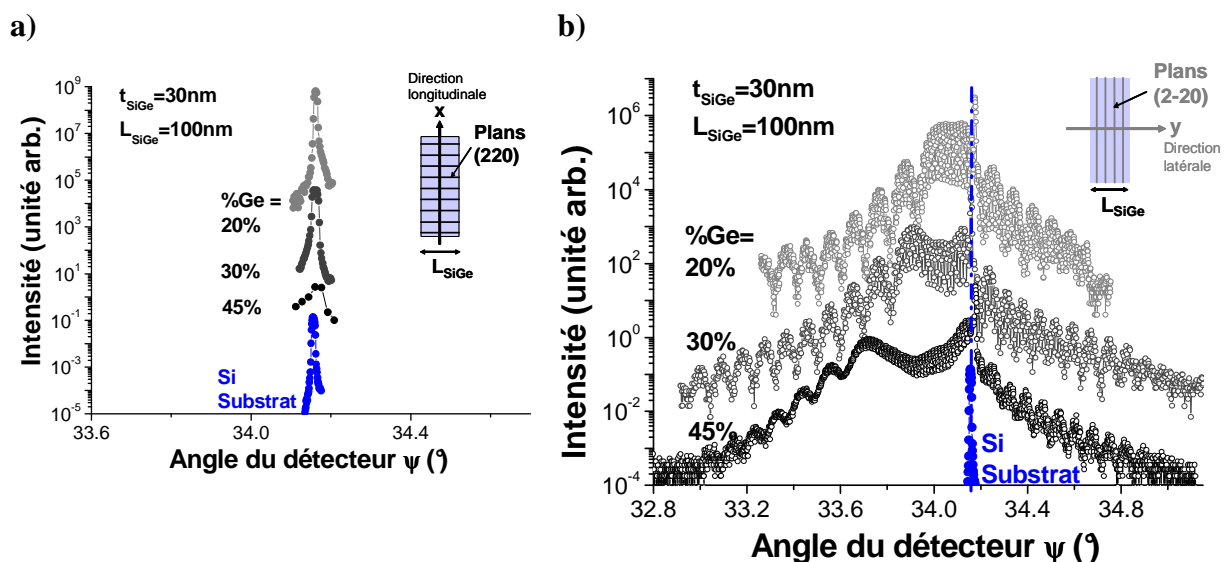 a)
Intensité (unité arb.)
10^9
10^7
10^5
10^3
10^1
10^-1
10^-3
10^-5
t_SiGe=30nm
L_SiGe=100nm
%Ge =
20%
30%
45%
Si
Substrat
Direction
longitudinale
x
Plans
(220)
L_SiGe
33.6
34.0
34.4
Angle du détecteur ψ (°)
b)
Intensité (unité arb.)
10^6
10^4
10^2
10^0
10^-2
10^-4
t_SiGe=30nm
L_SiGe=100nm
%Ge=
20%
30%
45%
Si
Substrat
Plans
(2-20)
y
Direction
latérale
L_SiGe
32.8
33.2
33.6
34.0
34.4
34.8
Angle du détecteur ψ (°)